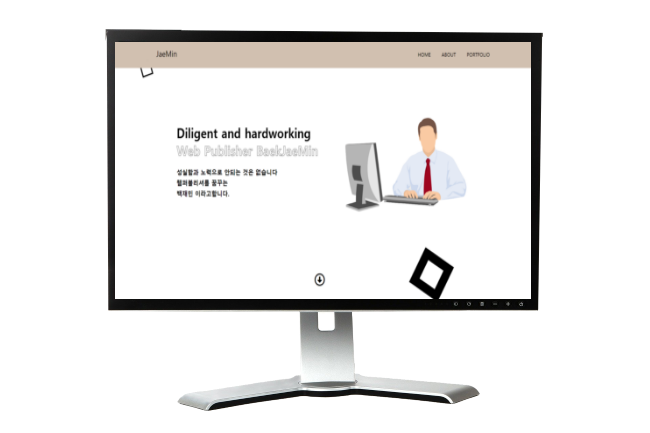 JaeMin
HOME ABOUT PORTFOLIO
Diligent and hardworking
Web Publisher BaekJaeMin
성실함과 노력으로 안되는 것은 없습니다
웹퍼블리셔를 꿈꾸는
백재민 이라고합니다.